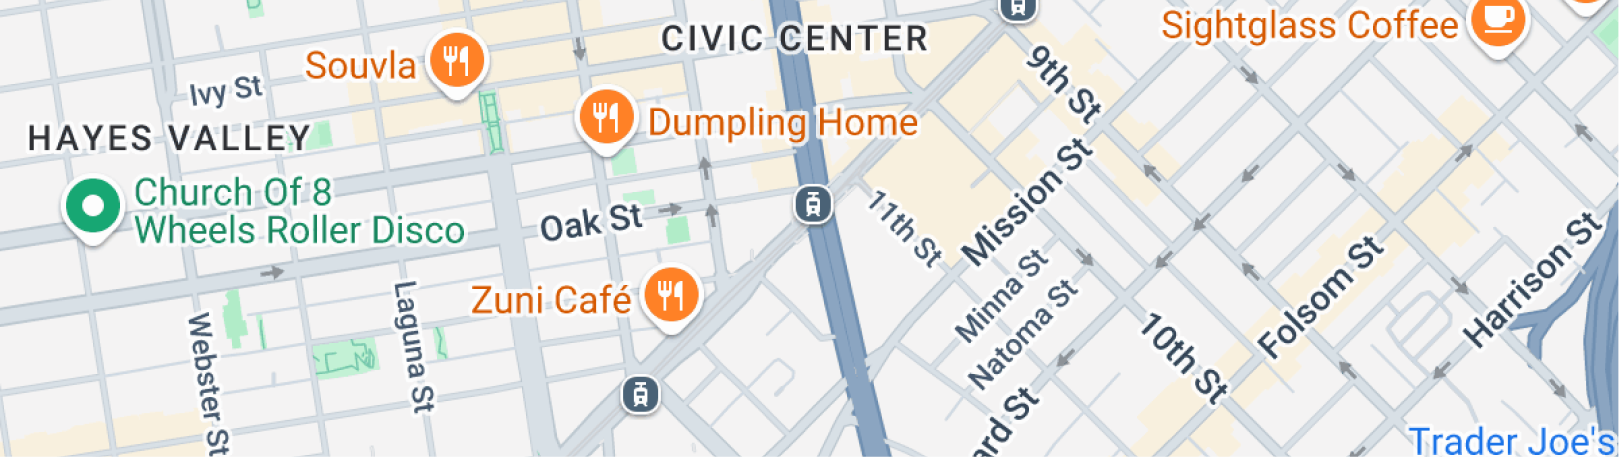 Sightglass Coffee
CIVIC CENTER
Souvla
9th St
Ivy St
Dumpling Home
HAYES VALLEY
Church Of 8
Wheels Roller Disco
Oak St
11th St
Mission St
Zuni Café
Minna St
Natoma St
Folsom St
Harrison St
Laguna St
Webster St
10th St
ard St
Trader Joe's